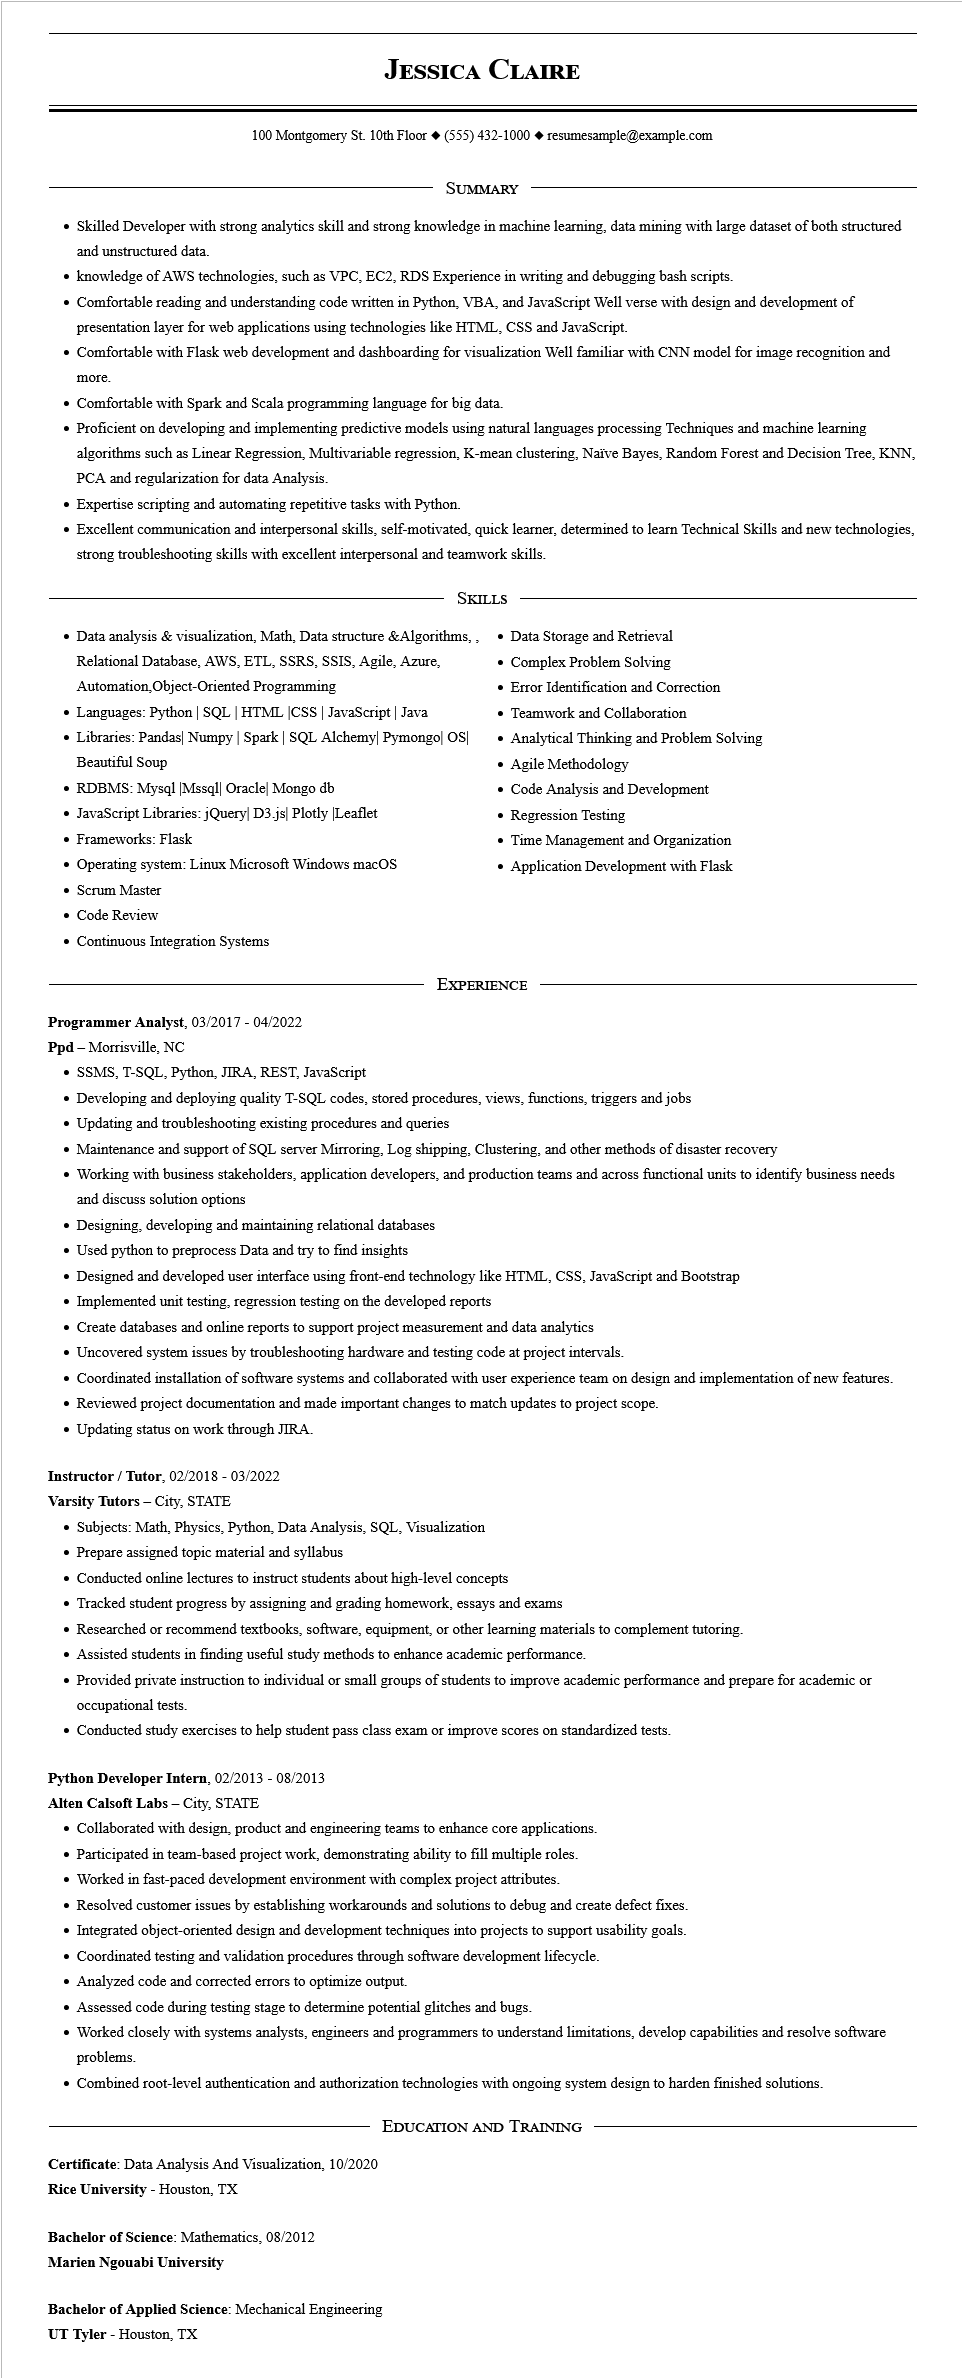 Jessica Claire
100 Montgomery St. 10th Floor ◆ (555) 432-1000 ◆ resumesample@example.com
Summary
• Skilled Developer with strong analytics skill and strong knowledge in machine learning, data mining with large dataset of both structured
and unstructured data.
• knowledge of AWS technologies, such as VPC, EC2, RDS Experience in writing and debugging bash scripts.
• Comfortable reading and understanding code written in Python, VBA, and JavaScript Well verse with design and development of
presentation layer for web applications using technologies like HTML, CSS and JavaScript.
• Comfortable with Flask web development and dashboarding for visualization Well familiar with CNN model for image recognition and
more.
• Comfortable with Spark and Scala programming language for big data.
• Proficient on developing and implementing predictive models using natural languages processing Techniques and machine learning
algorithms such as Linear Regression, Multivariable regression, K-mean clustering, Naïve Bayes, Random Forest and Decision Tree, KNN,
PCA and regularization for data Analysis.
• Expertise scripting and automating repetitive tasks with Python.
• Excellent communication and interpersonal skills, self-motivated, quick learner, determined to learn Technical Skills and new technologies,
strong troubleshooting skills with excellent interpersonal and teamwork skills.
Skills
• Data analysis & visualization, Math, Data structure &Algorithms, ,
Relational Database, AWS, ETL, SSRS, SSIS, Agile, Azure,
Automation,Object-Oriented Programming
• Languages: Python | SQL | HTML |CSS | JavaScript | Java
• Libraries: Pandas| Numpy | Spark | SQL Alchemy| Pymongo| OS|
Beautiful Soup
• RDBMS: Mysql |Mssql| Oracle| Mongo db
• JavaScript Libraries: jQuery| D3.js| Plotly |Leaflet
• Frameworks: Flask
• Operating system: Linux Microsoft Windows macOS
• Scrum Master
• Code Review
• Continuous Integration Systems
• Data Storage and Retrieval
• Complex Problem Solving
• Error Identification and Correction
• Teamwork and Collaboration
• Analytical Thinking and Problem Solving
• Agile Methodology
• Code Analysis and Development
• Regression Testing
• Time Management and Organization
• Application Development with Flask
Experience
Programmer Analyst, 03/2017 - 04/2022
Ppd – Morrisville, NC
• SSMS, T-SQL, Python, JIRA, REST, JavaScript
• Developing and deploying quality T-SQL codes, stored procedures, views, functions, triggers and jobs
• Updating and troubleshooting existing procedures and queries
• Maintenance and support of SQL server Mirroring, Log shipping, Clustering, and other methods of disaster recovery
• Working with business stakeholders, application developers, and production teams and across functional units to identify business needs
and discuss solution options
• Designing, developing and maintaining relational databases
• Used python to preprocess Data and try to find insights
• Designed and developed user interface using front-end technology like HTML, CSS, JavaScript and Bootstrap
• Implemented unit testing, regression testing on the developed reports
• Create databases and online reports to support project measurement and data analytics
• Uncovered system issues by troubleshooting hardware and testing code at project intervals.
• Coordinated installation of software systems and collaborated with user experience team on design and implementation of new features.
• Reviewed project documentation and made important changes to match updates to project scope.
• Updating status on work through JIRA.
Instructor / Tutor, 02/2018 - 03/2022
Varsity Tutors – City, STATE
• Subjects: Math, Physics, Python, Data Analysis, SQL, Visualization
• Prepare assigned topic material and syllabus
• Conducted online lectures to instruct students about high-level concepts
• Tracked student progress by assigning and grading homework, essays and exams
• Researched or recommend textbooks, software, equipment, or other learning materials to complement tutoring.
• Assisted students in finding useful study methods to enhance academic performance.
• Provided private instruction to individual or small groups of students to improve academic performance and prepare for academic or
occupational tests.
• Conducted study exercises to help student pass class exam or improve scores on standardized tests.
Python Developer Intern, 02/2013 - 08/2013
Alten Calsoft Labs – City, STATE
• Collaborated with design, product and engineering teams to enhance core applications.
• Participated in team-based project work, demonstrating ability to fill multiple roles.
• Worked in fast-paced development environment with complex project attributes.
• Resolved customer issues by establishing workarounds and solutions to debug and create defect fixes.
• Integrated object-oriented design and development techniques into projects to support usability goals.
• Coordinated testing and validation procedures through software development lifecycle.
• Analyzed code and corrected errors to optimize output.
• Assessed code during testing stage to determine potential glitches and bugs.
• Worked closely with systems analysts, engineers and programmers to understand limitations, develop capabilities and resolve software
problems.
• Combined root-level authentication and authorization technologies with ongoing system design to harden finished solutions.
Education and Training
Certificate: Data Analysis And Visualization, 10/2020
Rice University - Houston, TX
Bachelor of Science: Mathematics, 08/2012
Marien Ngouabi University
Bachelor of Applied Science: Mechanical Engineering
UT Tyler - Houston, TX